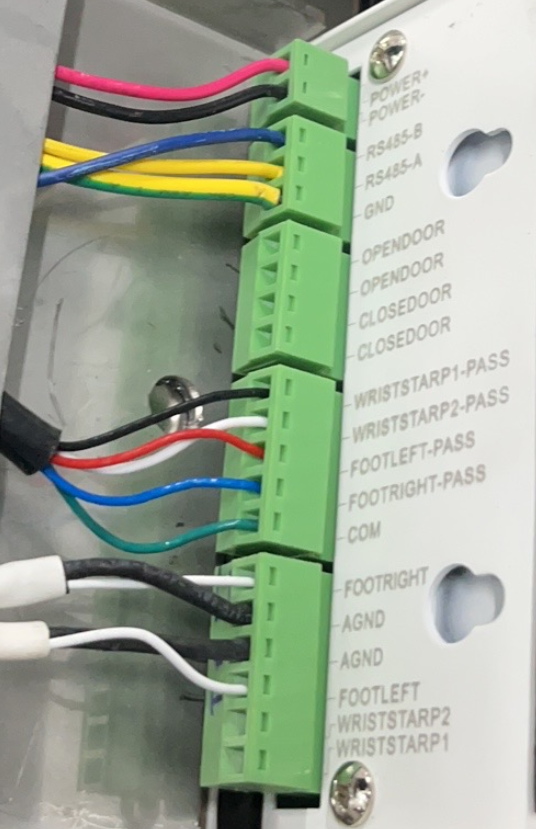 POWER+
POWER-
RS485-B
RS485-A
GND
OPENDOOR
OPENDOOR
CLOSEDOOR
CLOSEDOOR
WRISTSTARP1-PASS
WRISTSTARP2-PASS
FOOTLEFT-PASS
FOOTRIGHT-PASS
COM
FOOTRIGHT
AGND
AGND
FOOTLEFT
WRISTSTARP2
WRISTSTARP1